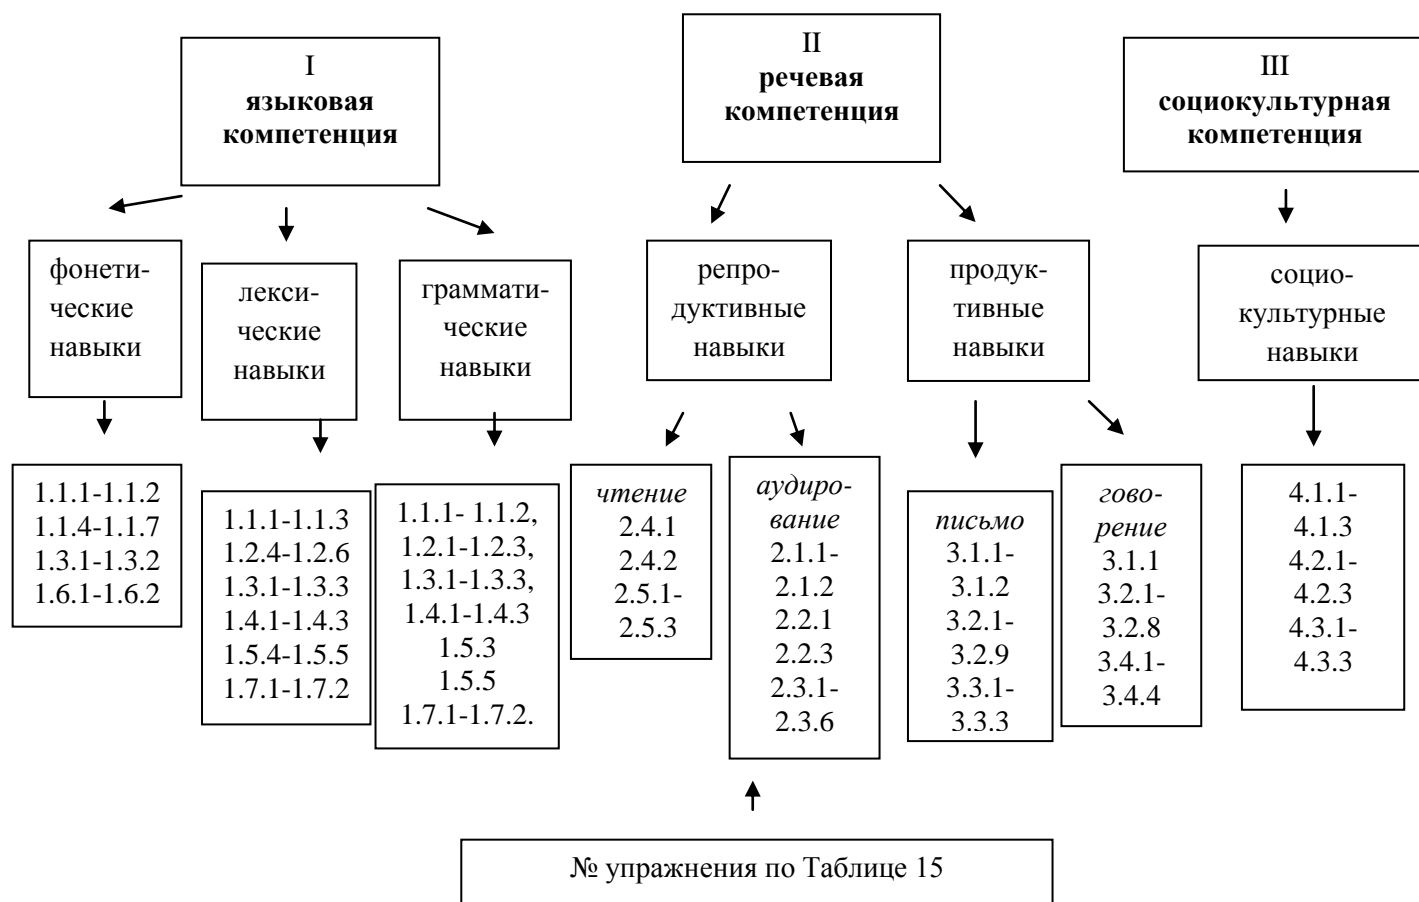 I
языковая
компетенция
II
речевая
компетенция
III
социокультурная
компетенция
фонети-
ческие
навыки
лекси-
ческие
навыки
граммати-
ческие
навыки
репро-
дуктивные
навыки
продук-
тивные
навыки
социо-
культурные
навыки
1.1.1-1.1.2
1.1.4-1.1.7
1.3.1-1.3.2
1.6.1-1.6.2
1.1.1-1.1.3
1.2.4-1.2.6
1.3.1-1.3.3
1.4.1-1.4.3
1.5.4-1.5.5
1.7.1-1.7.2
1.1.1- 1.1.2,
1.2.1-1.2.3,
1.3.1-1.3.3,
1.4.1-1.4.3
1.5.3
1.5.5
1.7.1-1.7.2.
чтение
2.4.1
2.4.2
2.5.1-
2.5.3
аудиро-
вание
2.1.1-
2.1.2
2.2.1
2.2.3
2.3.1-
2.3.6
письмо
3.1.1-
3.1.2
3.2.1-
3.2.9
3.3.1-
3.3.3
гово-
рение
3.1.1
3.2.1-
3.2.8
3.4.1-
3.4.4
4.1.1-
4.1.3
4.2.1-
4.2.3
4.3.1-
4.3.3
№ упражнения по Таблице 15